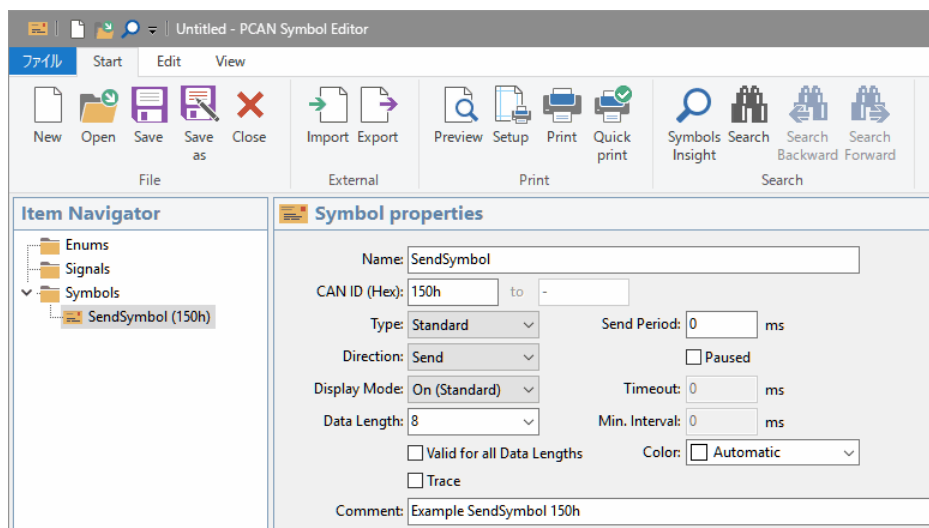 Untitled - PCAN Symbol Editor
ファイル Start Edit View
New Open Save Save as Close
Import Export
Preview Setup Print Quick print
Symbols Insight Search Search Backward Search Forward
File External Print Search
Item Navigator
Enums
Signals
Symbols
SendSymbol (150h)
Symbol properties
Name: SendSymbol
CAN ID (Hex): 150h to -
Type: Standard Send Period: 0 ms
Direction: Send Paused
Display Mode: On (Standard) Timeout: 0 ms
Data Length: 8 Min. Interval: 0 ms
Valid for all Data Lengths Color: Automatic
Trace
Comment: Example SendSymbol 150h